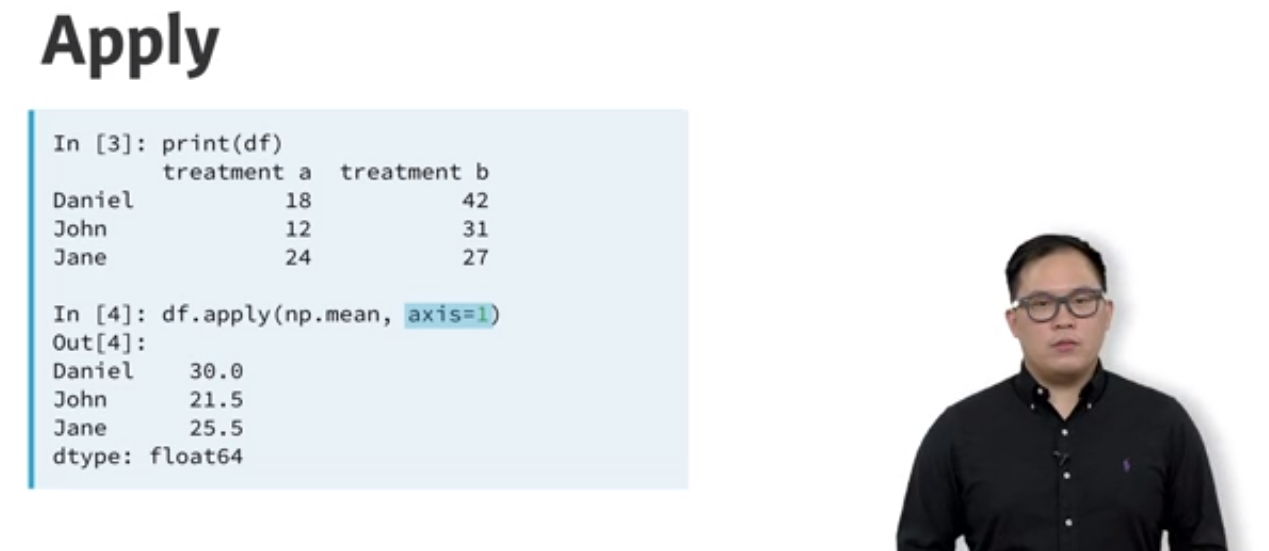 Apply
In [3]: print(df)
        treatment a  treatment b
Daniel           18           42
John             12           31
Jane             24           27
In [4]: df.apply(np.mean, axis=1)
Out[4]:
Daniel    30.0
John      21.5
Jane      25.5
dtype: float64